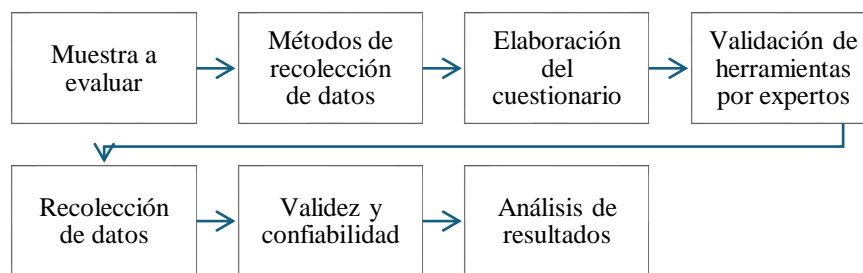 Muestra a
evaluar
Métodos de
recolección
de datos
Elaboración
del
cuestionario
Validación de
herramientas
por expertos
Recolección
de datos
Validez y
confiabilidad
Análisis de
resultados